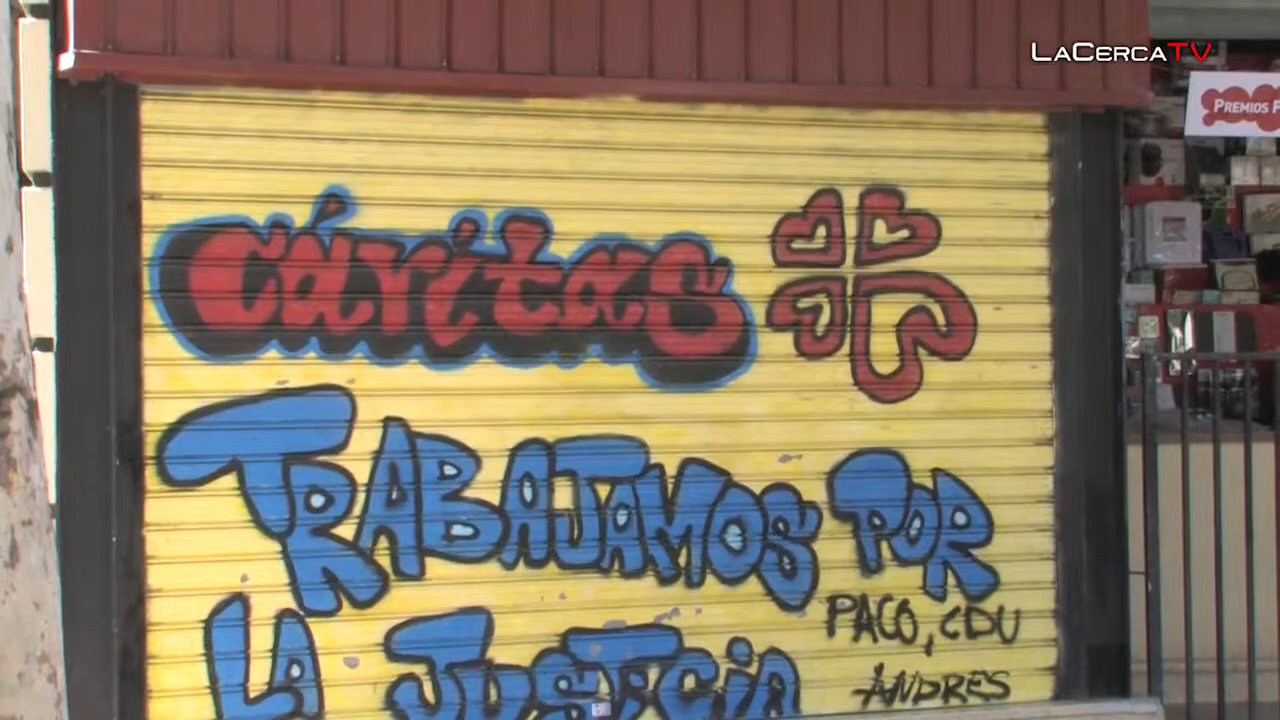 LACERCATV
PREMIOS
cáritas
TRABAJAMOS POR
LA JUSTICIA
PACO, CDU
ANDRES